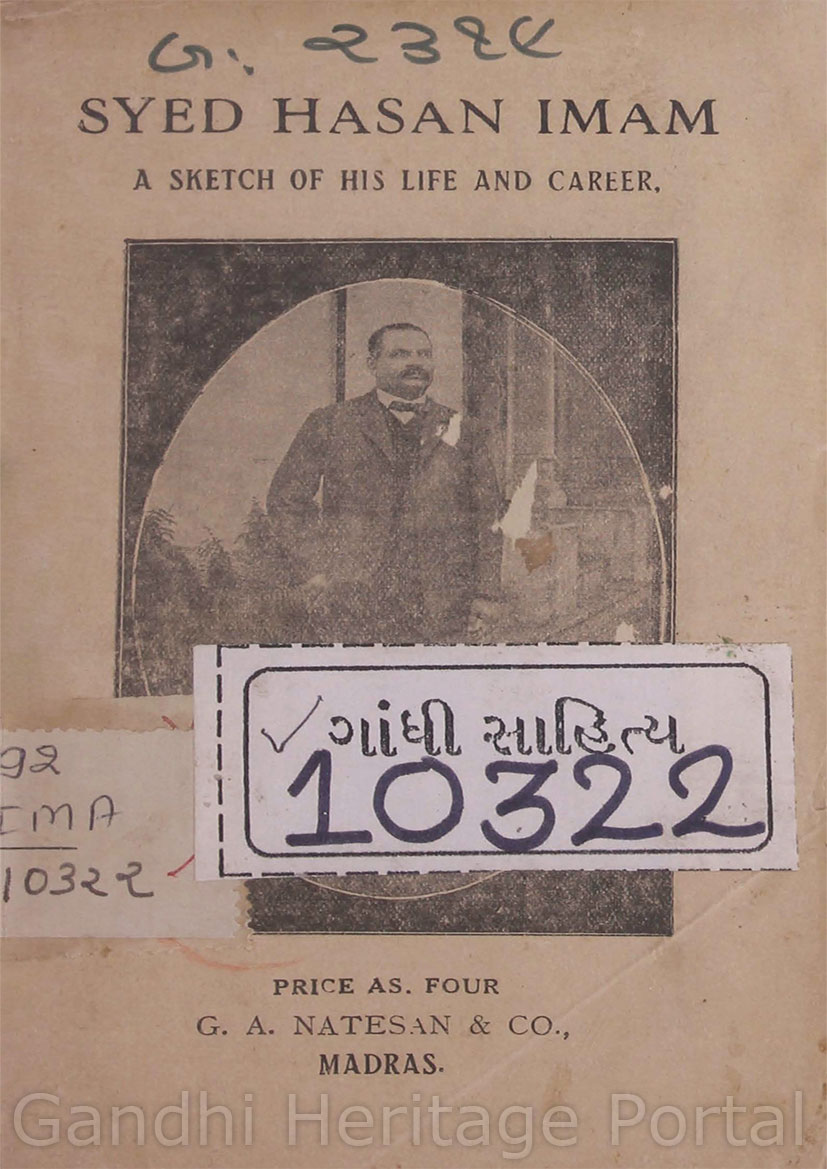 ગ. ૨૩૧૯
SYED HASAN IMAM
A SKETCH OF HIS LIFE AND CAREER,
ગાંધી સાહિત્ય
10322
92
IMA
10322
PRICE AS. FOUR
G. A. NATESAN & CO.,
MADRAS.
Gandhi Heritage Portal